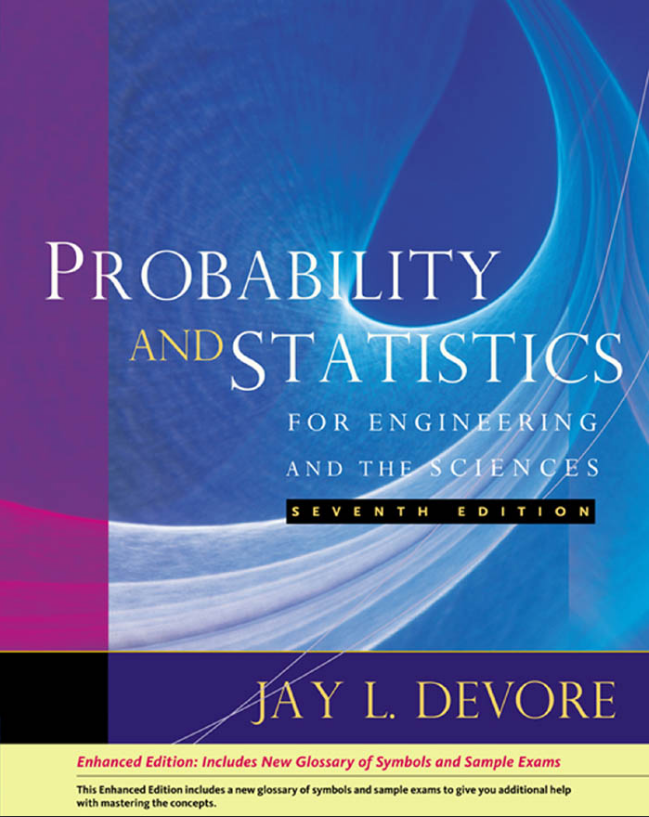 PROBABILITY
AND STATISTICS
FOR ENGINEERING
AND THE SCIENCES
SEVENTH EDITION
JAY L. DEVORE
Enhanced Edition: Includes New Glossary of Symbols and Sample Exams
This Enhanced Edition includes a new glossary of symbols and sample exams to give you additional help
with mastering the concepts.